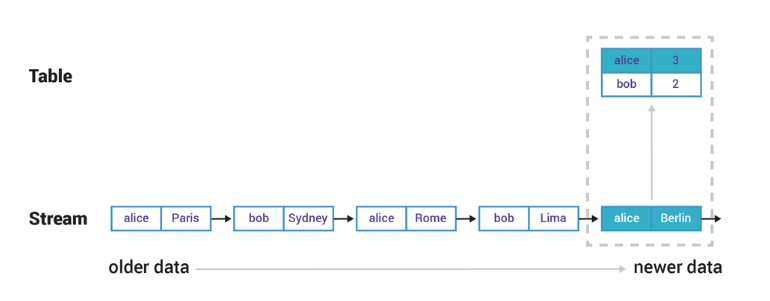 alice 3
Table
bob 2
Stream
alice Paris bob Sydney alice Rome bob Lima alice Berlin
older data newer data